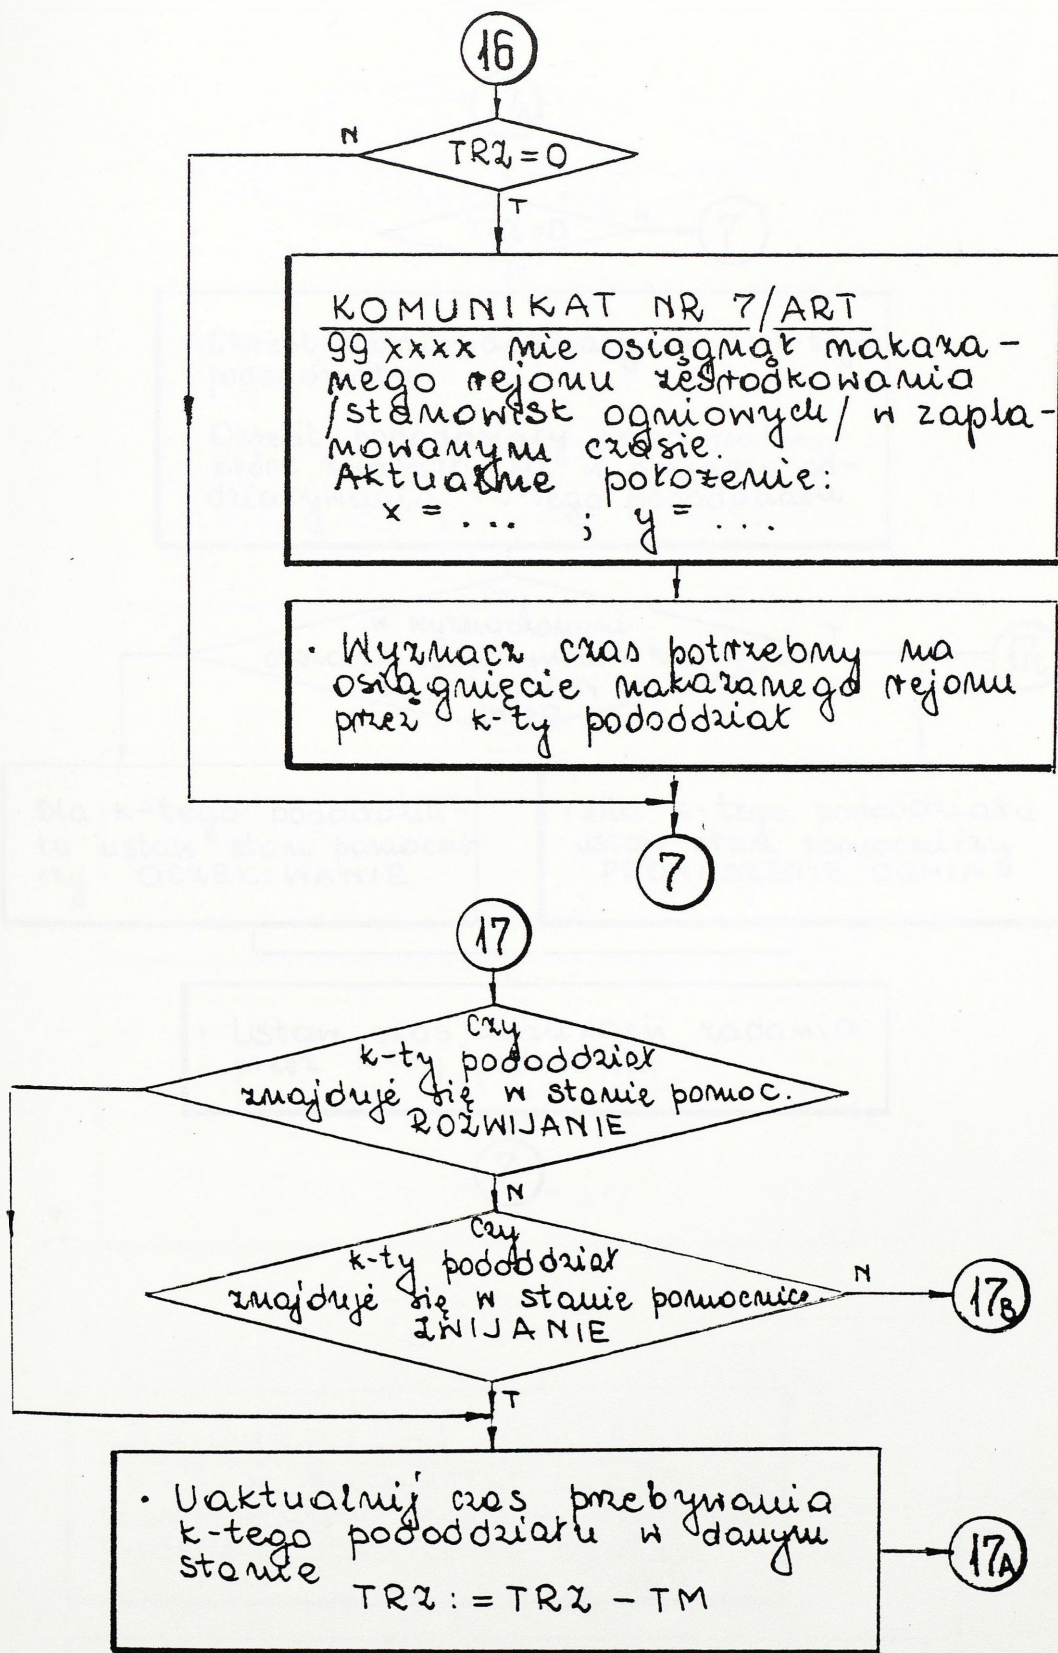 16
N
TRZ = 0
T
KOMUNIKAT NR 7/ART
99 xxxx nie osiągnął nakaza-
nego rejonu ześrodkowania
/stanowisk ogniowych/ w zapla-
nowanym czasie.
Aktualne położenie:
x = ... ; y = ...
· Wyznacz czas potrzebny na
osiągnięcie nakazanego rejonu
przez k-ty pododdział
7
17
Czy
k-ty pododdział
znajduje się w stanie pomoc.
ROZWIJANIE
N
Czy
k-ty pododdział
znajduje się w stanie pomocnicz.
ZWIJANIE
N
17B
T
· Uaktualnij czas przebywania
k-tego pododdziału w danym
stanie
TRZ := TRZ - TM
17A